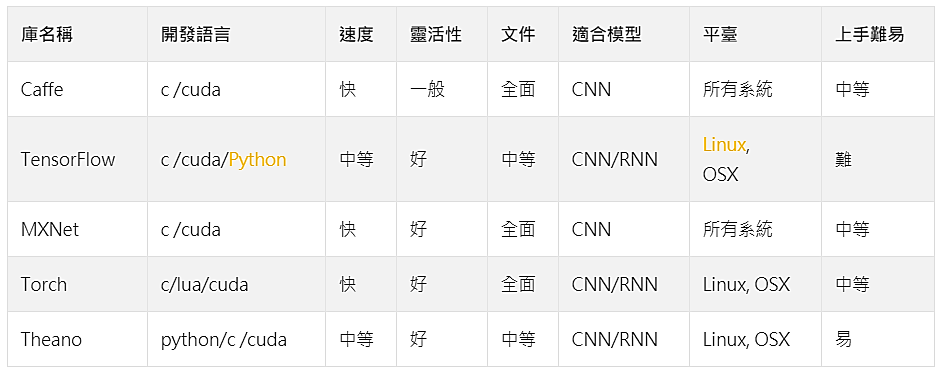 庫名稱 開發語言 速度 靈活性 文件 適合模型 平臺 上手難易
Caffe c /cuda 快 一般 全面 CNN 所有系統 中等
TensorFlow c /cuda/Python 中等 好 中等 CNN/RNN Linux, OSX 難
MXNet c /cuda 快 好 全面 CNN 所有系統 中等
Torch c/lua/cuda 快 好 全面 CNN/RNN Linux, OSX 中等
Theano python/c /cuda 中等 好 中等 CNN/RNN Linux, OSX 易